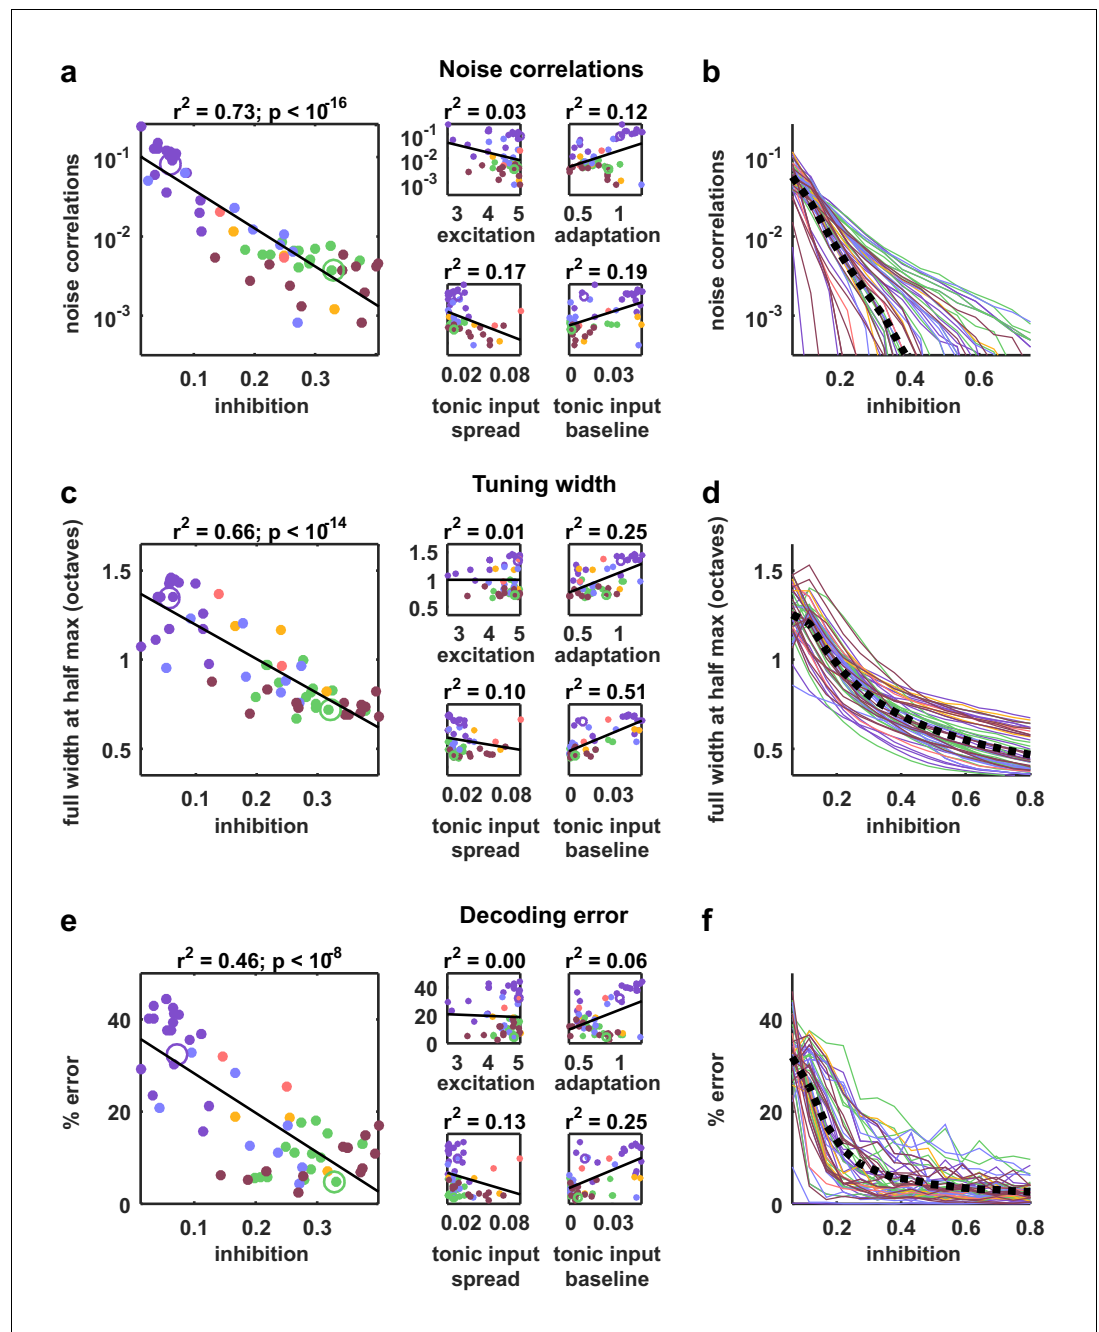 a
Noise correlations
b
r2 = 0.73; p < 10-16
r2 = 0.03
r2 = 0.12
noise correlations
10-1
10-2
10-3
0.1 0.2 0.3
inhibition
10-1
10-2
10-3
3 4 5
excitation
0.5 1
adaptation
r2 = 0.17
r2 = 0.19
0.02 0.08
tonic input
spread
0 0.03
tonic input
baseline
noise correlations
10-1
10-2
10-3
0.2 0.4 0.6
inhibition
c
Tuning width
d
r2 = 0.66; p < 10-14
r2 = 0.01
r2 = 0.25
full width at half max (octaves)
1.5
1
0.5
0.1 0.2 0.3
inhibition
1.5
1
0.5
3 4 5
excitation
0.5 1
adaptation
r2 = 0.10
r2 = 0.51
0.02 0.08
tonic input
spread
0 0.03
tonic input
baseline
full width at half max (octaves)
1.5
1
0.5
0.2 0.4 0.6 0.8
inhibition
e
Decoding error
f
r2 = 0.46; p < 10-8
r2 = 0.00
r2 = 0.06
% error
40
20
0
0.1 0.2 0.3
inhibition
40
20
0
3 4 5
excitation
0.5 1
adaptation
r2 = 0.13
r2 = 0.25
0.02 0.08
tonic input
spread
0 0.03
tonic input
baseline
% error
40
20
0
0.2 0.4 0.6 0.8
inhibition